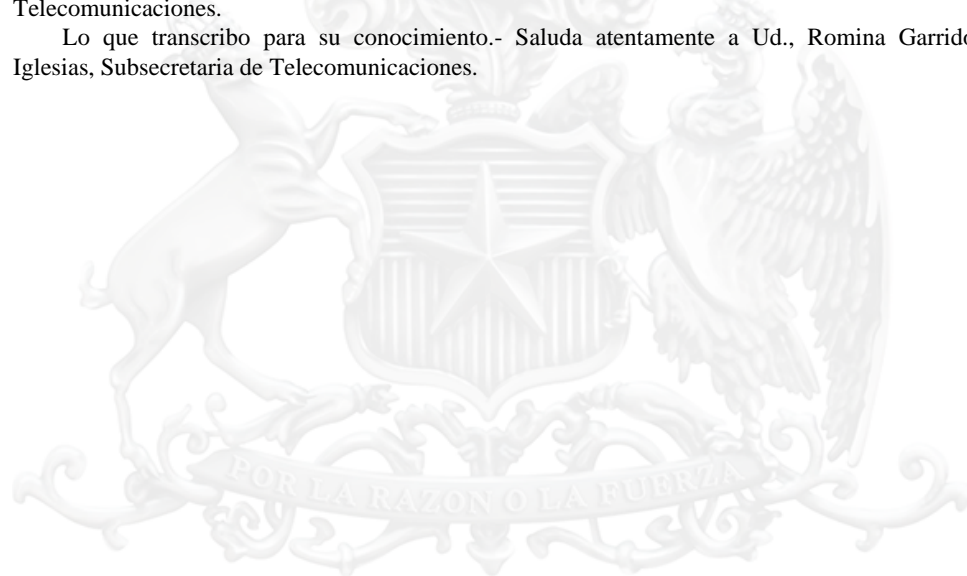 Telecomunicaciones.
Lo que transcribo para su conocimiento.- Saluda atentamente a Ud., Romina Garrido
Iglesias, Subsecretaria de Telecomunicaciones.
POR LA RAZON O LA FUERZA